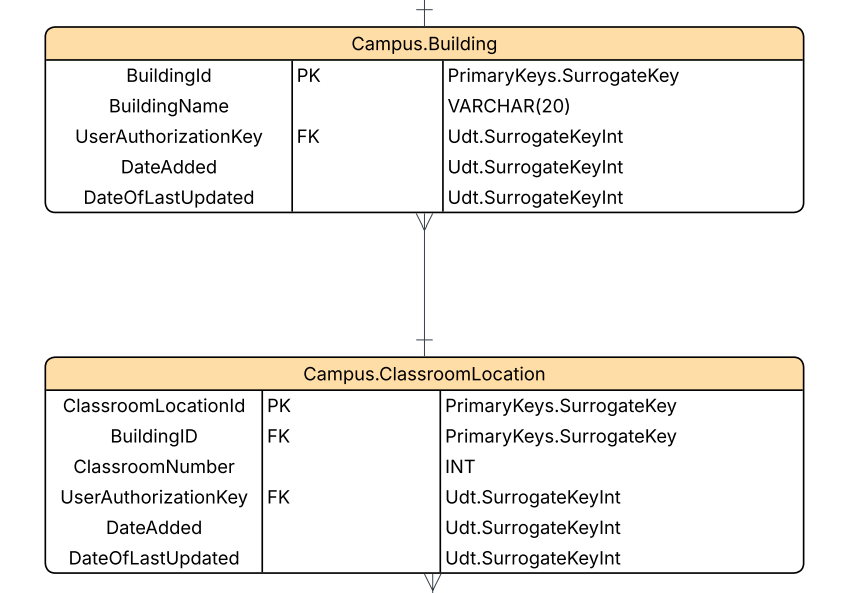 Campus.Building
BuildingId PK PrimaryKeys.SurrogateKey
BuildingName VARCHAR(20)
UserAuthorizationKey FK Udt.SurrogateKeyInt
DateAdded Udt.SurrogateKeyInt
DateOfLastUpdated Udt.SurrogateKeyInt
Campus.ClassroomLocation
ClassroomLocationId PK PrimaryKeys.SurrogateKey
BuildingID FK PrimaryKeys.SurrogateKey
ClassroomNumber INT
UserAuthorizationKey FK Udt.SurrogateKeyInt
DateAdded Udt.SurrogateKeyInt
DateOfLastUpdated Udt.SurrogateKeyInt